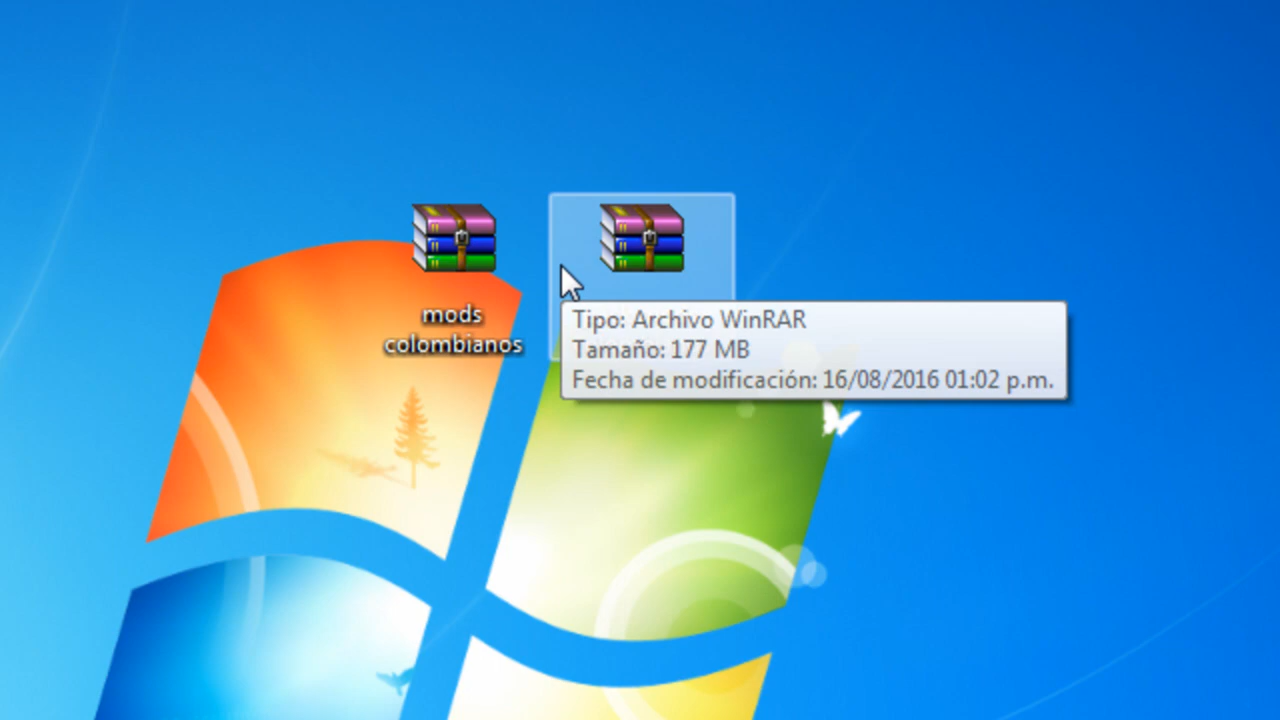 mods
colombianos
Tipo: Archivo WinRAR
Tamaño: 177 MB
Fecha de modificación: 16/08/2016 01:02 p.m.